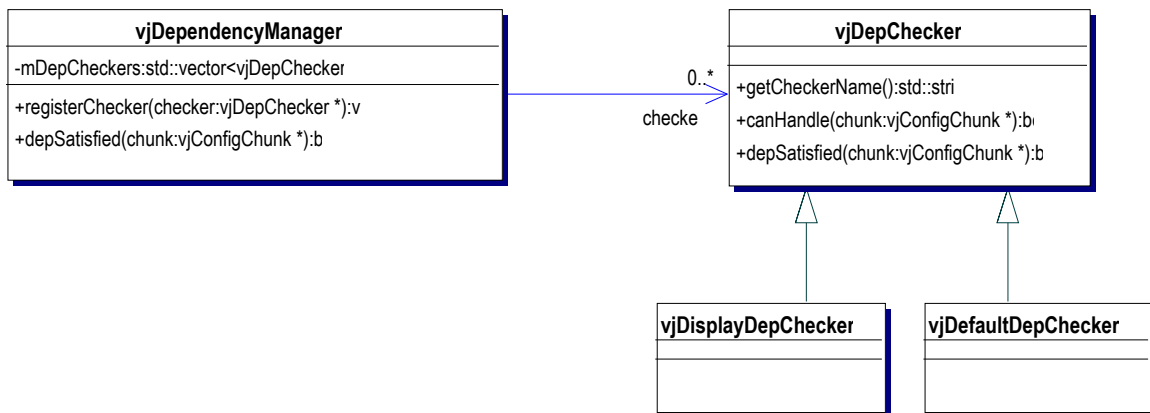 vjDependencyManager
-mDepCheckers:std::vector<vjDepChecker
+registerChecker(checker:vjDepChecker *):v
+depSatisfied(chunk:vjConfigChunk *):b
0..*
checke
vjDepChecker
+getCheckerName():std::stri
+canHandle(chunk:vjConfigChunk *):b
+depSatisfied(chunk:vjConfigChunk *):b
vjDisplayDepChecker
vjDefaultDepChecker